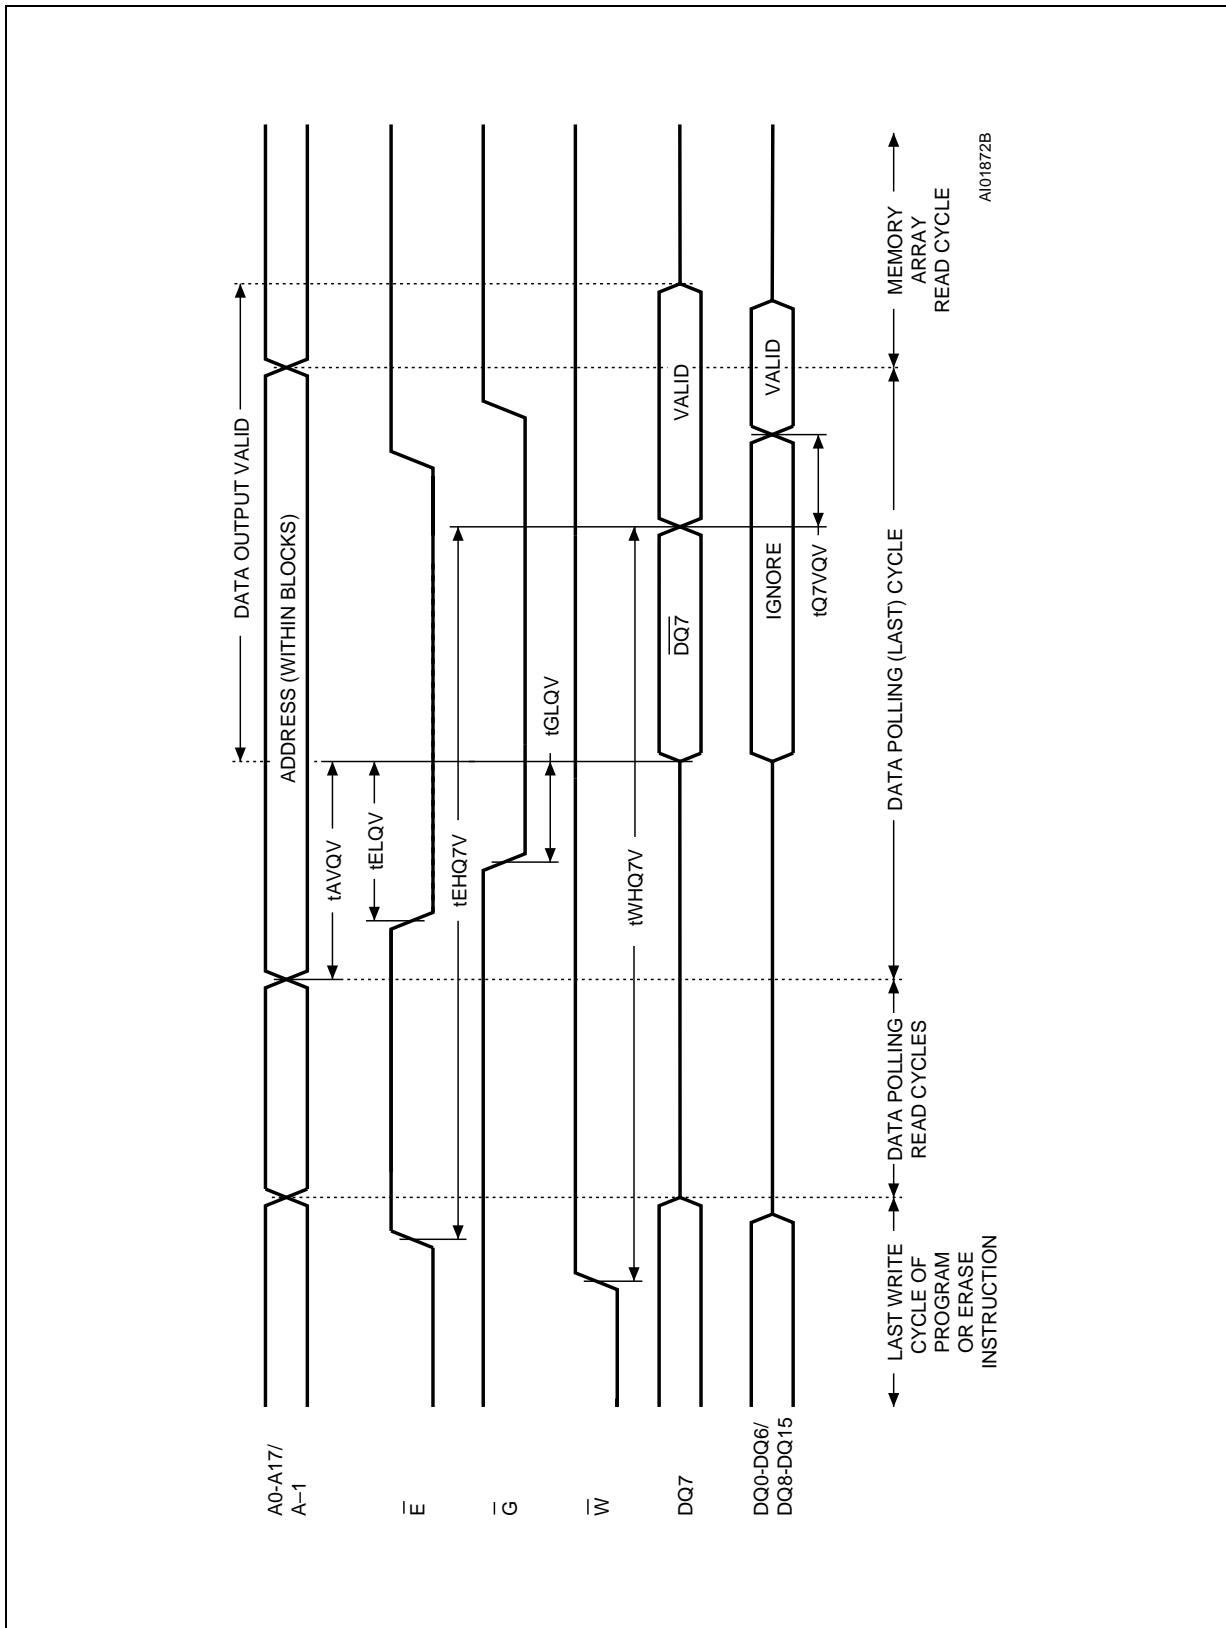 DATA OUTPUT VALID
A0-A17/
A–1
ADDRESS (WITHIN BLOCKS)
tAVQV
tELQV
E
tEHQ7V
G
tGLQV
W
tWHQ7V
DQ7
DQ7
VALID
DQ0-DQ6/
DQ8-DQ15
IGNORE
VALID
tQ7VQV
LAST WRITE
CYCLE OF
PROGRAM
OR ERASE
INSTRUCTION
DATA POLLING
READ CYCLES
DATA POLLING (LAST) CYCLE
MEMORY
ARRAY
READ CYCLE
AI01872B